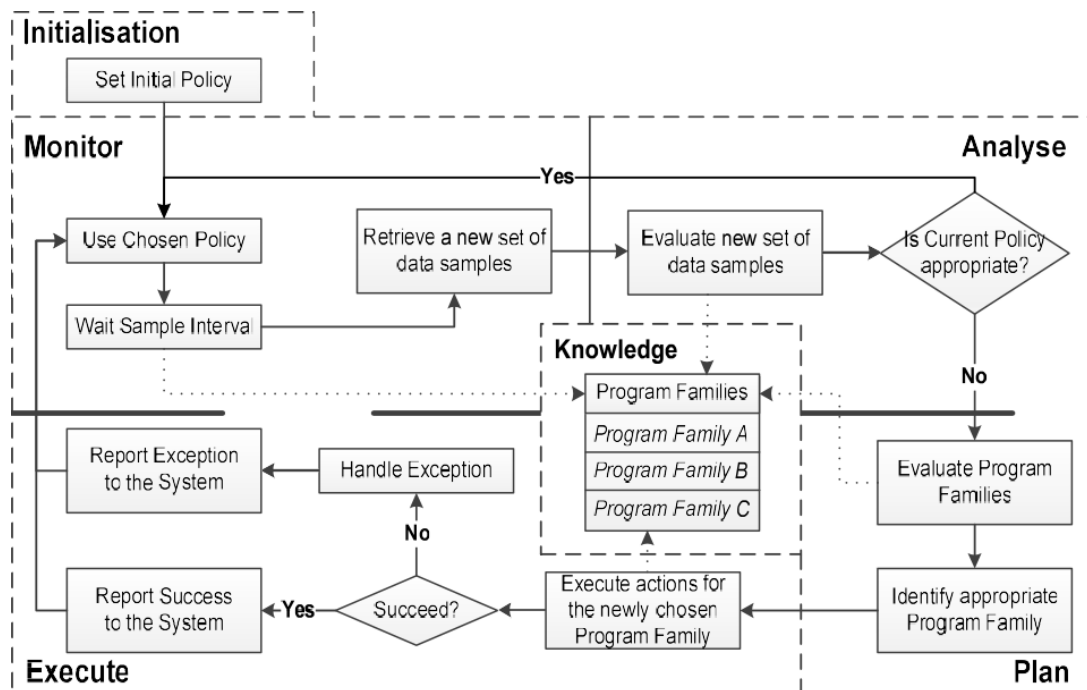 Initialisation
Set Initial Policy
Monitor
Analyse
Yes
Use Chosen Policy
Retrieve a new set of
data samples
Evaluate new set of
data samples
Is Current Policy
appropriate?
Wait Sample Interval
Knowledge
No
Program Families
Program Family A
Program Family B
Program Family C
Report Exception
to the System
Handle Exception
Evaluate Program
Families
No
Report Success
to the System
Yes
Succeed?
Execute actions for
the newly chosen
Program Family
Identify appropriate
Program Family
Execute
Plan